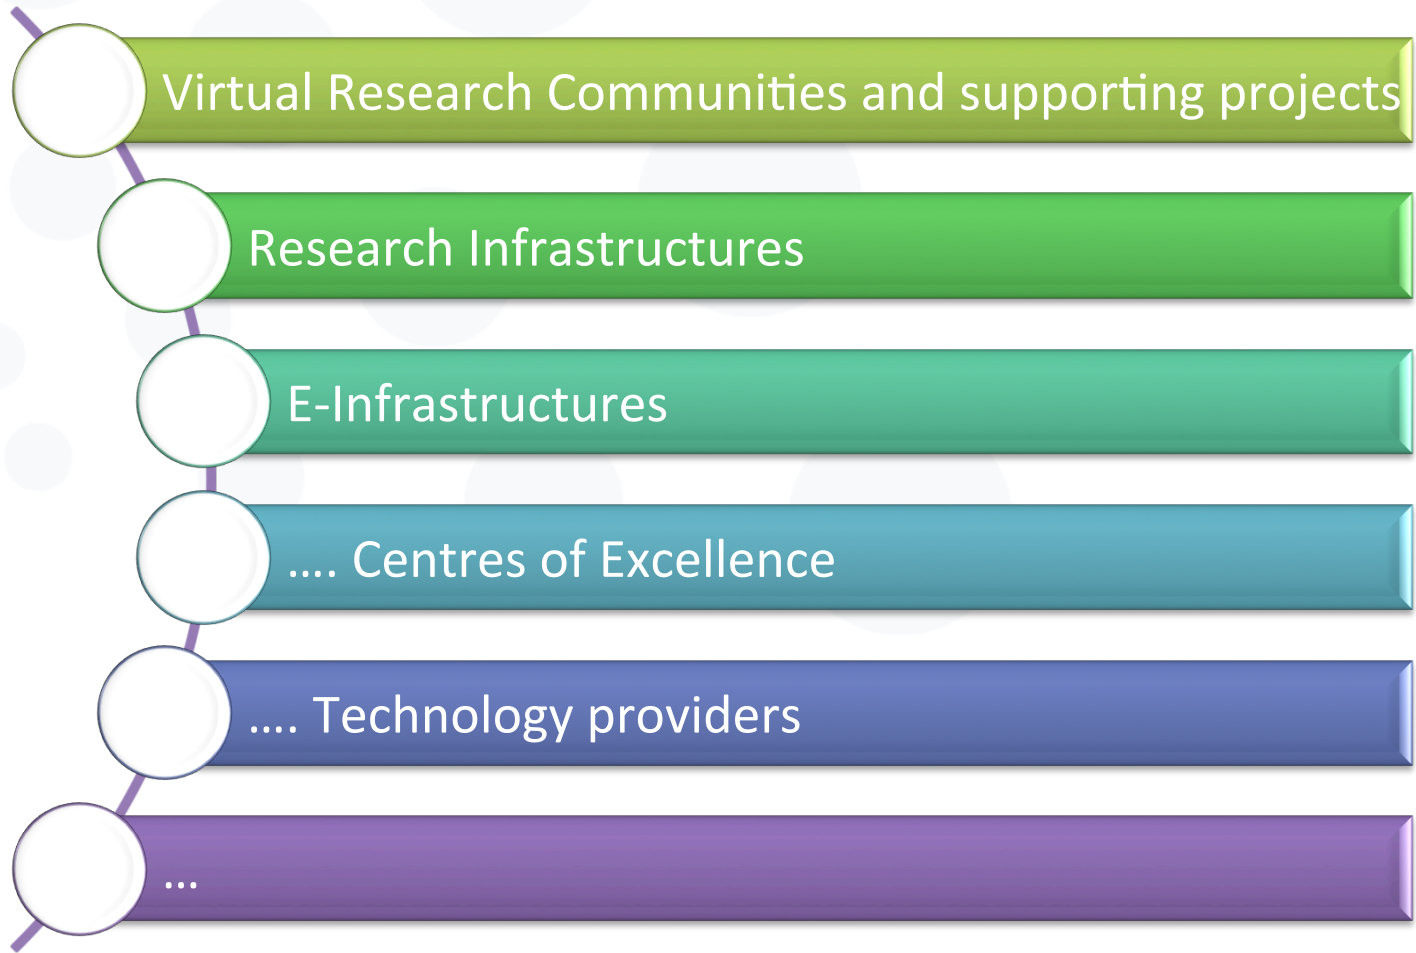 Virtual Research Communities and supporting projects
Research Infrastructures
E-Infrastructures
.... Centres of Excellence
.... Technology providers
...